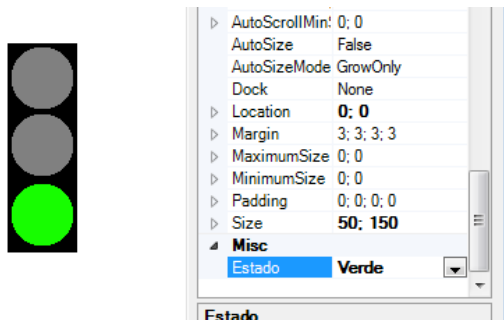 AutoScrollMin: 0; 0
AutoSize False
AutoSizeMode GrowOnly
Dock None
Location 0; 0
Margin 3; 3; 3; 3
MaximumSize 0; 0
MinimumSize 0; 0
Padding 0; 0; 0; 0
Size 50; 150
Misc
Estado Verde
Estado